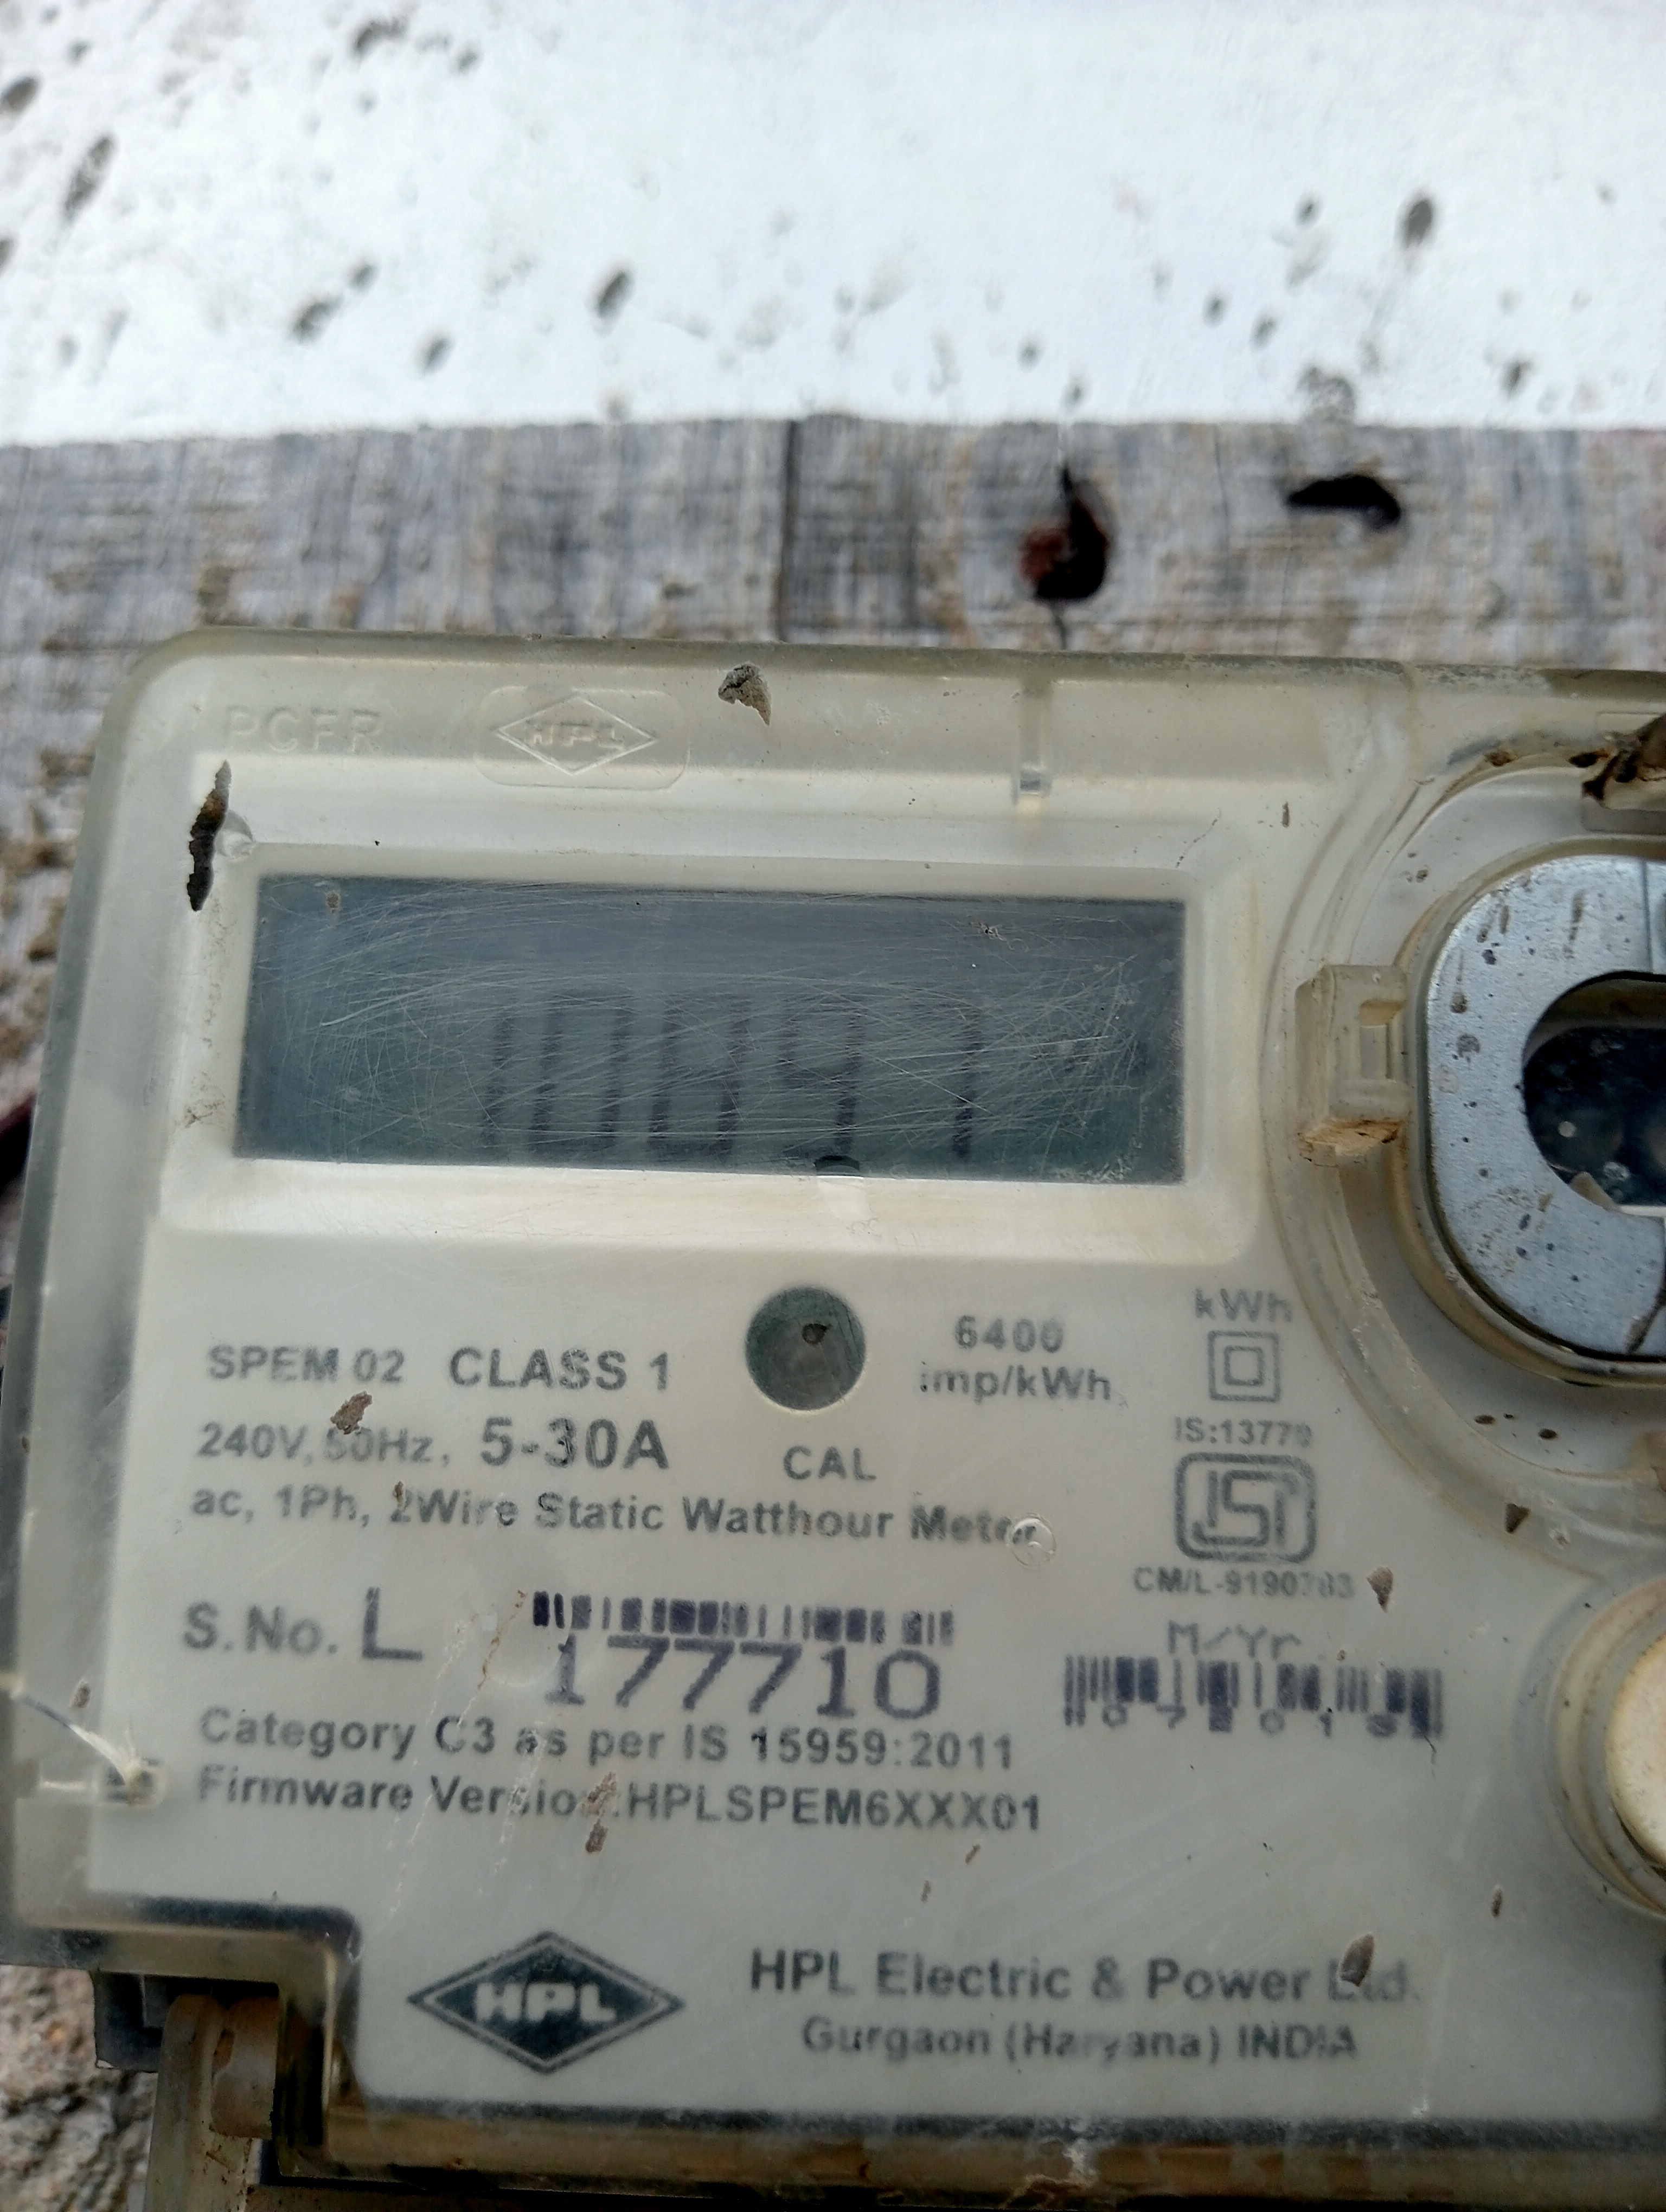 PCFR HPL
6400
imp/kWh
kWh
SPEM 02 CLASS 1
240V, 50Hz, 5-30A
CAL
IS:13779
ac, 1Ph, 2Wire Static Watthour Meter
ISI
CM/L-9190783
S.No. L
177710
M/Yr
Category C3 as per IS 15959:2011
Firmware Version:HPLSPEM6XXX01
HPL
HPL Electric & Power Ltd.
Gurgaon (Haryana) INDIA